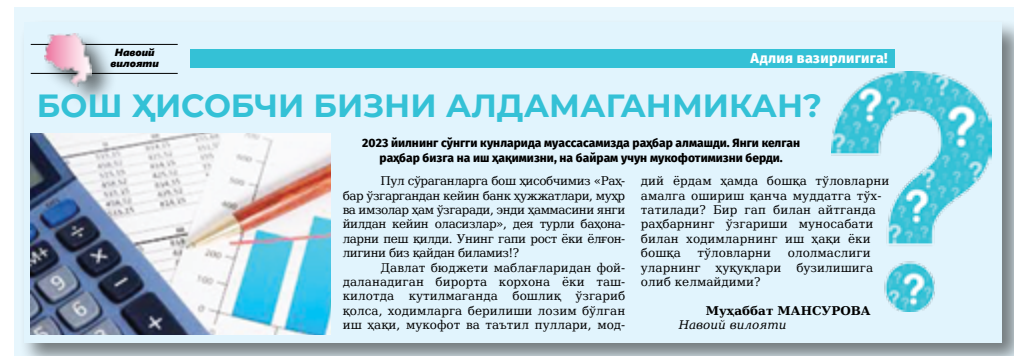 Навоий
вилояти
Адлия вазирлигига!
БОШ ҲИСОБЧИ БИЗНИ АЛДАМАГАНМИКАН?
2023 йилнинг сўнгги кунларида муассасамизда раҳбар алмашди. Янги келган
раҳбар бизга на иш ҳақимизни, на байрам учун мукофотимизни берди.
Пул сўраганларга бош ҳисобчимиз «Раҳ-
бар ўзгаргандан кейин банк ҳужжатлари, муҳр
ва имзолар ҳам ўзгаради, энди ҳаммасини янги
йилдан кейин оласизлар», дея турли баҳона-
ларни пеш қилди. Унинг гапи рост ёки ёлғон-
лигини биз қайдан биламиз!?
Давлат бюджети маблағларидан фой-
даланадиган бирорта корхона ёки таш-
килотда кутилмаганда бошлиқ ўзгариб
қолса, ходимларга берилиши лозим бўлган
иш ҳақи, мукофот ва таътил пуллари, мод-
дий ёрдам ҳамда бошқа тўловларни
амалга ошириш қанча муддатга тўх-
татилади? Бир гап билан айтганда
раҳбарнинг ўзгариши муносабати
билан ходимларнинг иш ҳақи ёки
бошқа тўловларни ололмаслиги
уларнинг ҳуқуқлари бузилишига
олиб келмайдими?
Муҳаббат МАНСУРОВА
Навоий вилояти